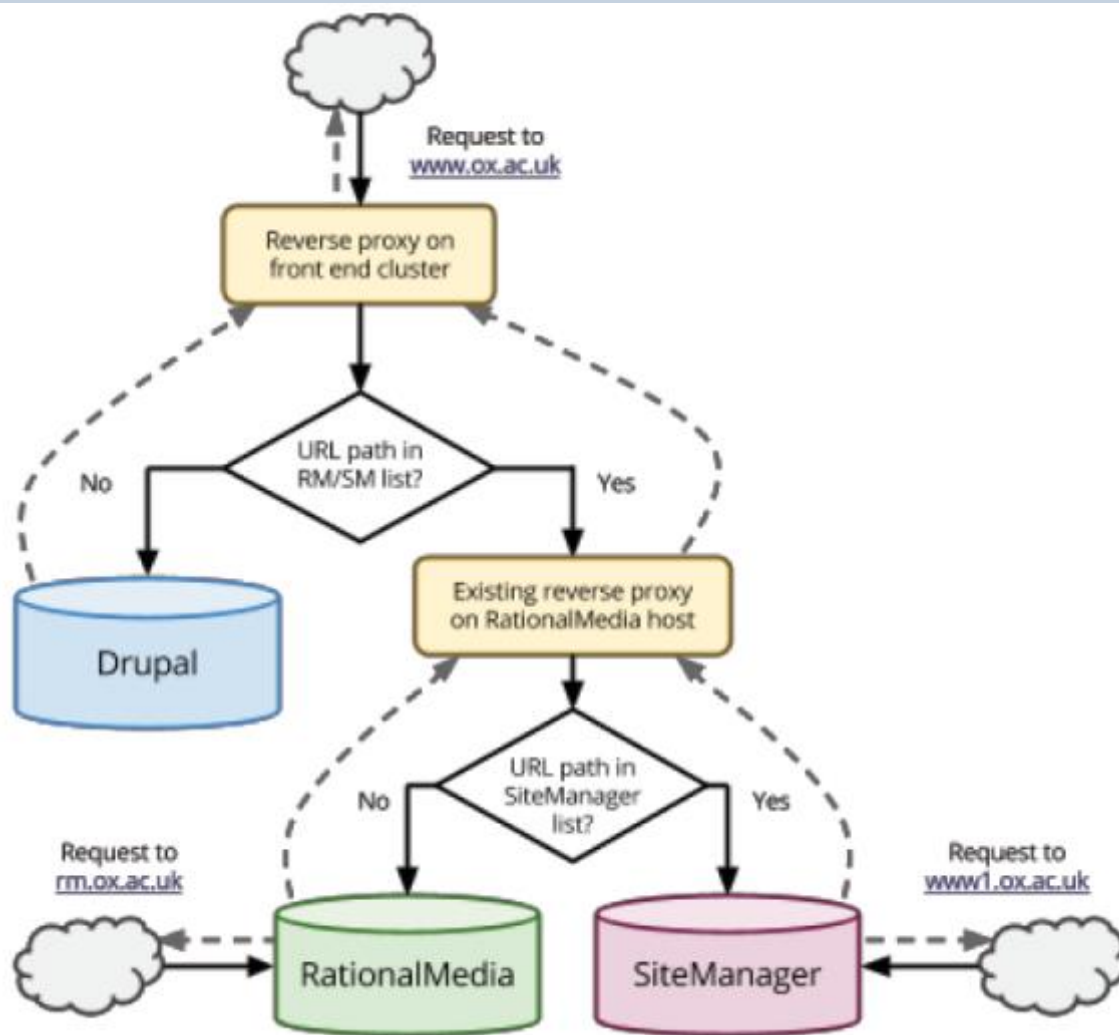 Request to
www.ox.ac.uk
Reverse proxy on
front end cluster
URL path in
RM/SM list?
No
Yes
Drupal
Existing reverse proxy
on RationalMedia host
URL path in
SiteManager
list?
No
Yes
Request to
rm.ox.ac.uk
Request to
www1.ox.ac.uk
RationalMedia
SiteManager